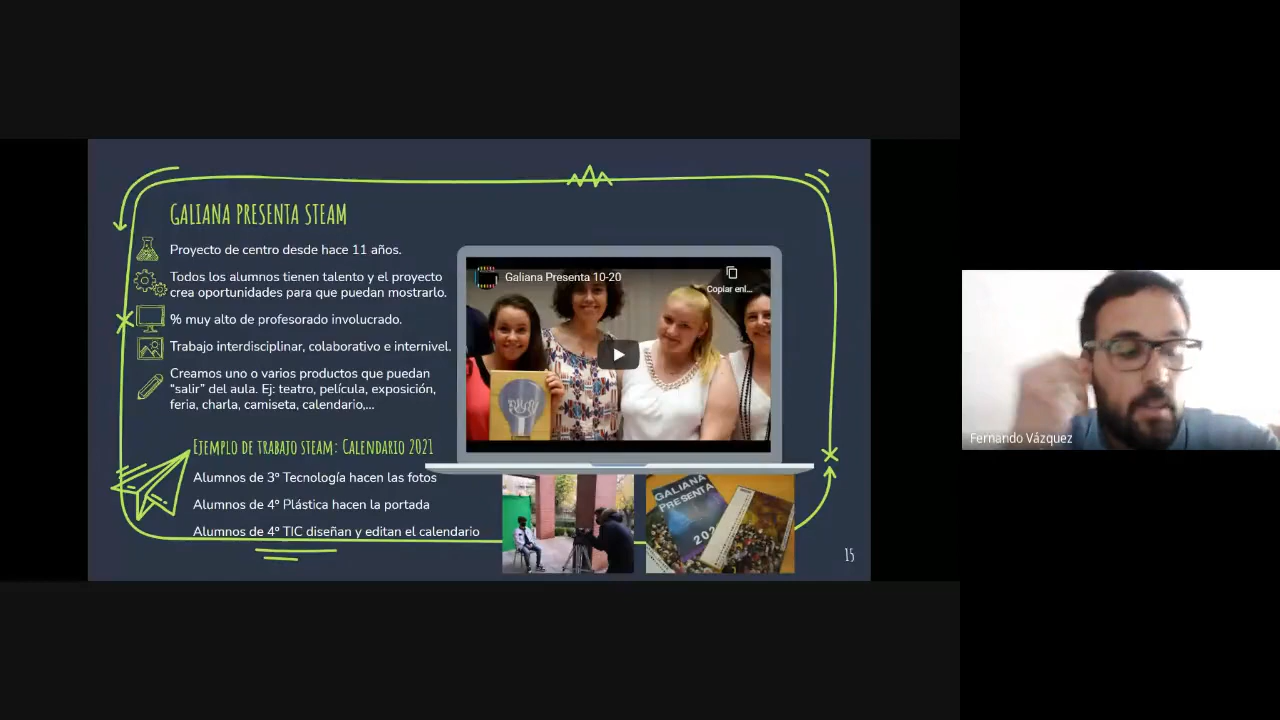 GALIANA PRESENTA STEAM
Proyecto de centro desde hace 11 años.
Todos los alumnos tienen talento y el proyecto
crea oportunidades para que puedan mostrarlo.
% muy alto de profesorado involucrado.
Trabajo interdisciplinar, colaborativo e internivel.
Creamos uno o varios productos que puedan
“salir” del aula. Ej: teatro, película, exposición,
feria, charla, camiseta, calendario,...
EJEMPLO DE TRABAJO STEAM: CALENDARIO 2021
Alumnos de 3º Tecnología hacen las fotos
Alumnos de 4º Plástica hacen la portada
Alumnos de 4º TIC diseñan y editan el calendario
Galiana Presenta 10-20
Copiar enl...
GALIANA
PRESENTA
202
15
Fernando Vázquez